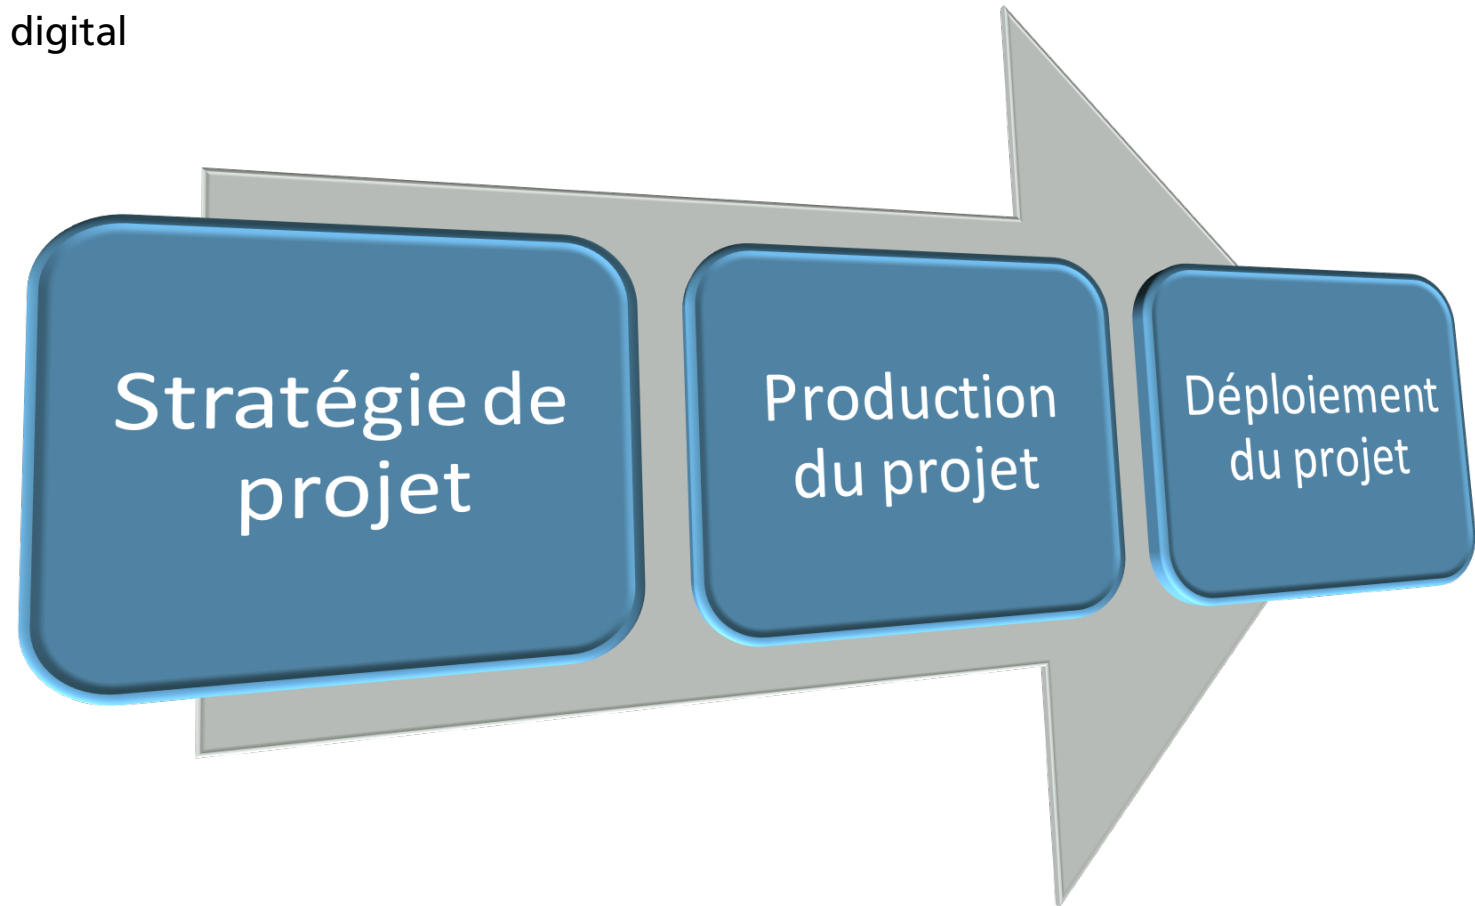 digital
Stratégie de
projet
Production
du projet
Déploiement
du projet